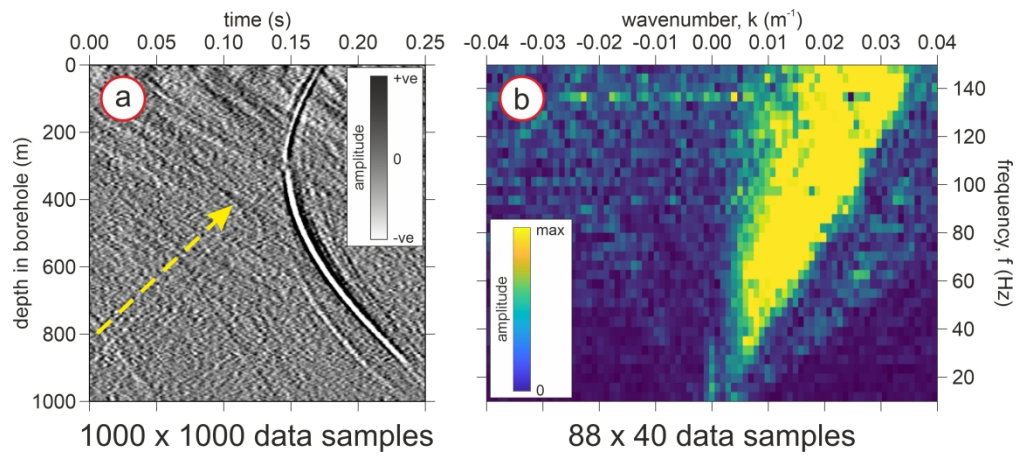 time (s)
0.00 0.05 0.10 0.15 0.20 0.25
depth in borehole (m)
0
200
400
600
800
1000
a
+ve
amplitude
0
-ve
1000 x 1000 data samples
wavenumber, k (m⁻¹)
-0.04 -0.03 -0.02 -0.01 0.00 0.01 0.02 0.03 0.04
b
max
amplitude
0
140
120
100
80
60
40
20
frequency, f (Hz)
88 x 40 data samples